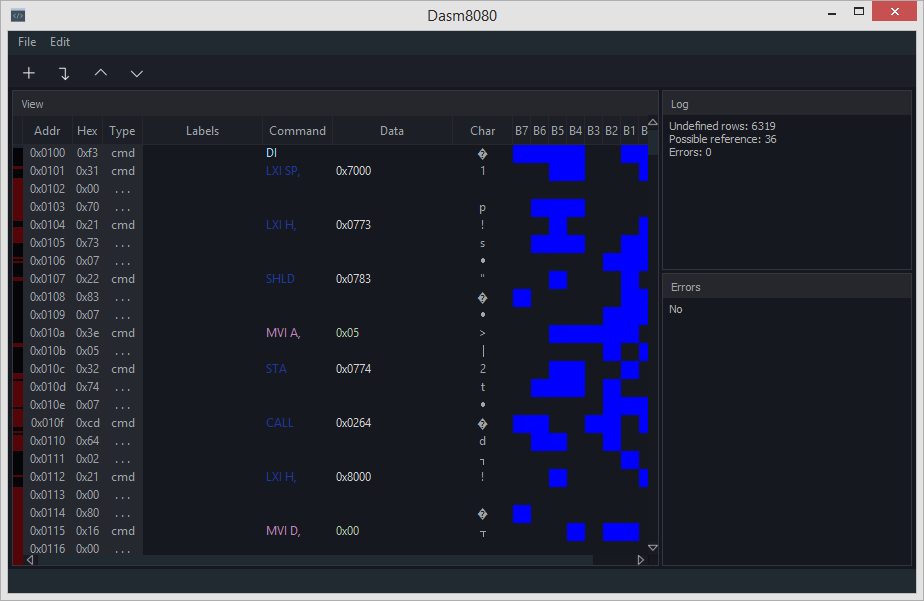 Dasm8080
File Edit
View
Addr Hex Type Labels Command Data Char B7 B6 B5 B4 B3 B2 B1 B
0x0100 0xf3 cmd DI �
0x0101 0x31 cmd LXI SP, 0x7000 1
0x0102 0x00 ...
0x0103 0x70 ... p
0x0104 0x21 cmd LXI H, 0x0773 !
0x0105 0x73 ... s
0x0106 0x07 ... •
0x0107 0x22 cmd SHLD 0x0783 "
0x0108 0x83 ... �
0x0109 0x07 ... •
0x010a 0x3e cmd MVI A, 0x05 >
0x010b 0x05 ... |
0x010c 0x32 cmd STA 0x0774 2
0x010d 0x74 ... t
0x010e 0x07 ... •
0x010f 0xcd cmd CALL 0x0264 �
0x0110 0x64 ... d
0x0111 0x02 ... ┐
0x0112 0x21 cmd LXI H, 0x8000 !
0x0113 0x00 ...
0x0114 0x80 ... �
0x0115 0x16 cmd MVI D, 0x00 ┬
0x0116 0x00 ...
Log
Undefined rows: 6319
Possible reference: 36
Errors: 0
Errors
No